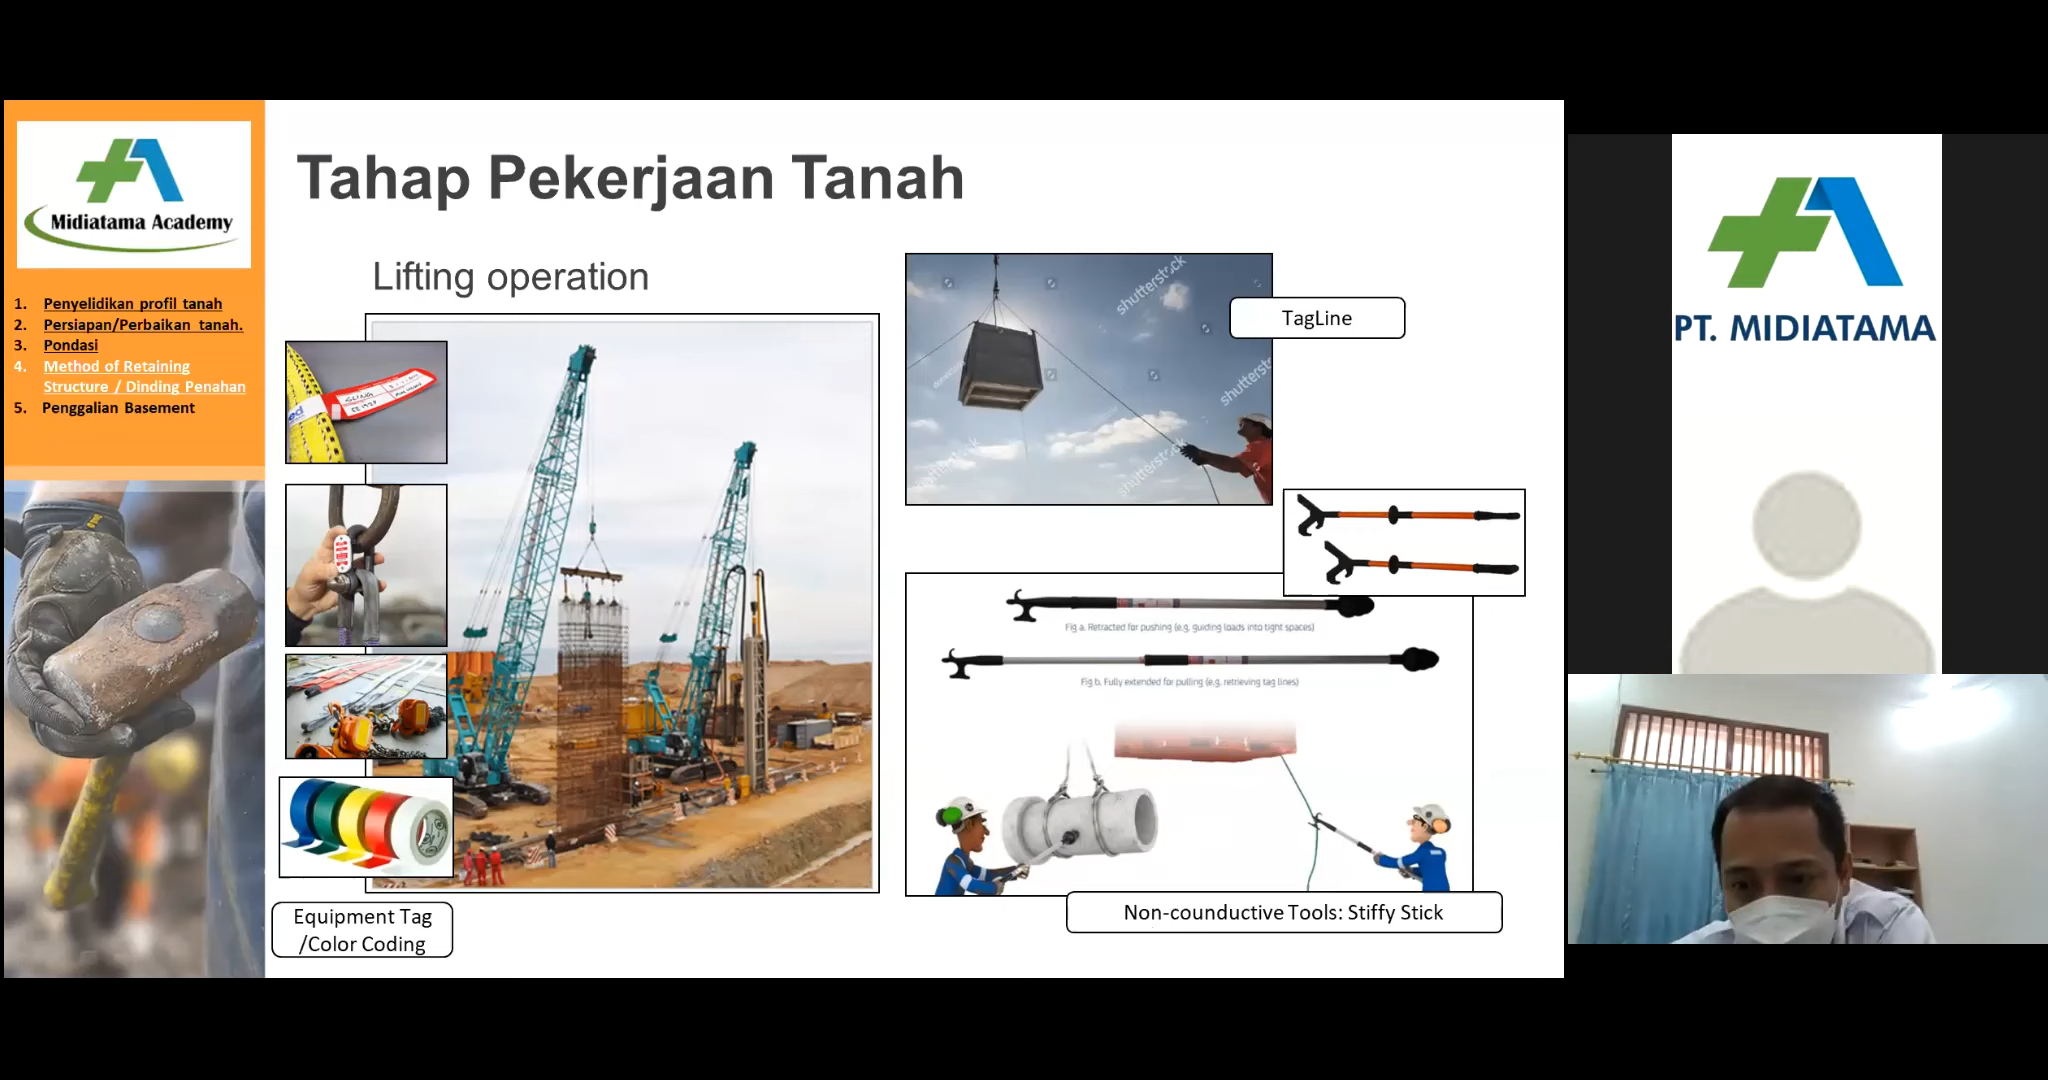 Midiatama Academy
1. Penyelidikan profil tanah
2. Persiapan/Perbaikan tanah.
3. Pondasi
4. Method of Retaining
Structure / Dinding Penahan
5. Penggalian Basement
Tahap Pekerjaan Tanah
Lifting operation
SLING
Equipment Tag
/Color Coding
shutterstock
shutterstock
shutterstock
TagLine
Fig a. Retracted for pushing (e.g. guiding loads into tight spaces)
Fig b. Fully extended for pulling (e.g. retrieving tag lines)
Non-counductive Tools: Stiffy Stick
PT. MIDIATAMA